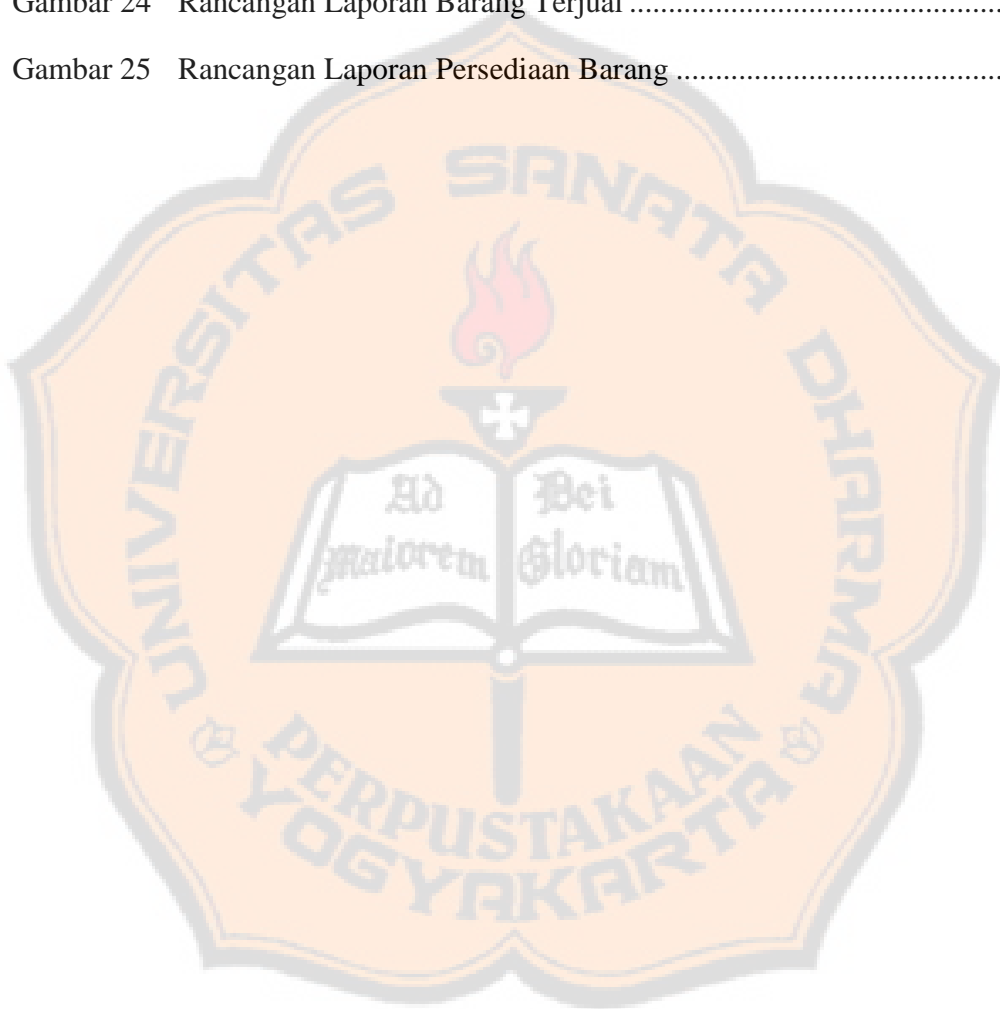 Gambar 24 Rancangan Laporan Barang Terjual ........................................
Gambar 25 Rancangan Laporan Persediaan Barang ..................................
UNIVERSITAS SANATA DHARMA
Ad Dei
maiorem Gloriam
PERPUSTAKAAN
YOGYAKARTA